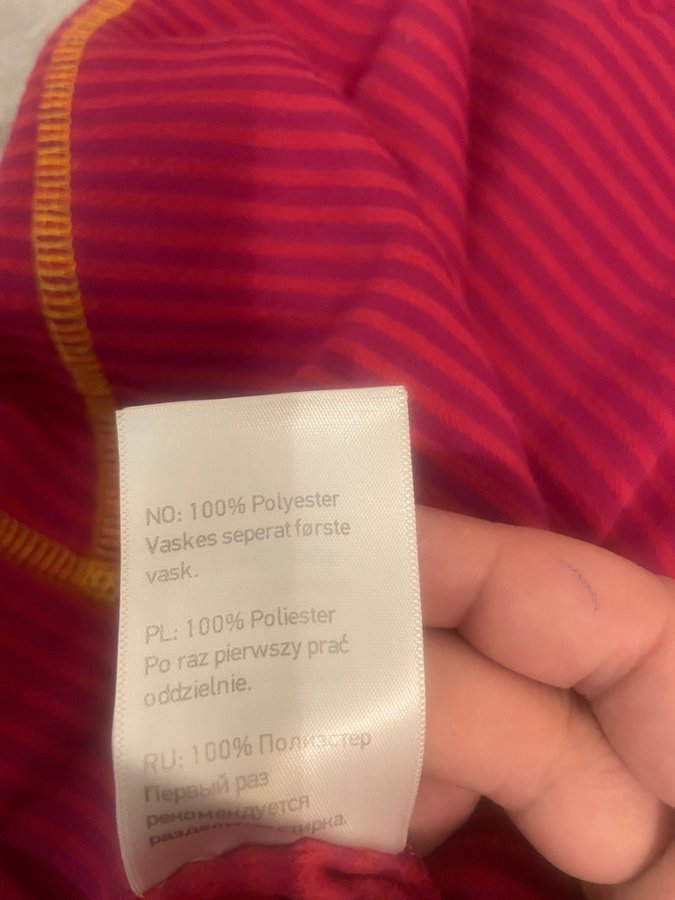 NO: 100% Polyester
Vaskes seperat første
vask.
PL: 100% Poliester
Po raz pierwszy prać
oddzielnie.
RU: 100% Полиэстер
Первый раз
рекомендуется